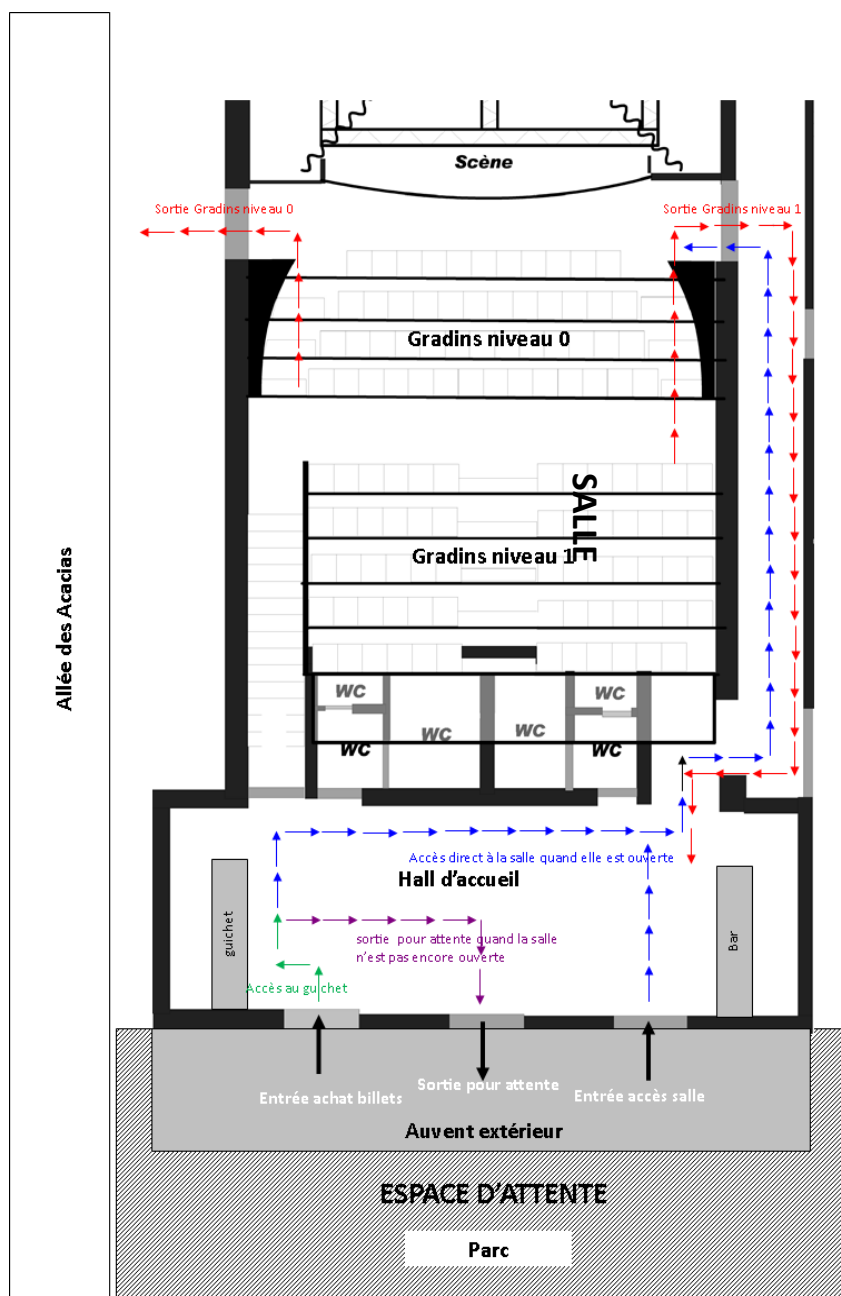 Scène
Sortie Gradins niveau 0
Sortie Gradins niveau 1
Gradins niveau 0
SALLE
Gradins niveau 1
Allée des Acacias
WC
WC
WC
WC
WC
WC
Accès direct à la salle quand elle est ouverte
Hall d'accueil
guichet
Bar
sortie pour attente quand la salle
n'est pas encore ouverte
Accès au guichet
Entrée achat billets
Sortie pour attente
Entrée accès salle
Auvent extérieur
ESPACE D'ATTENTE
Parc